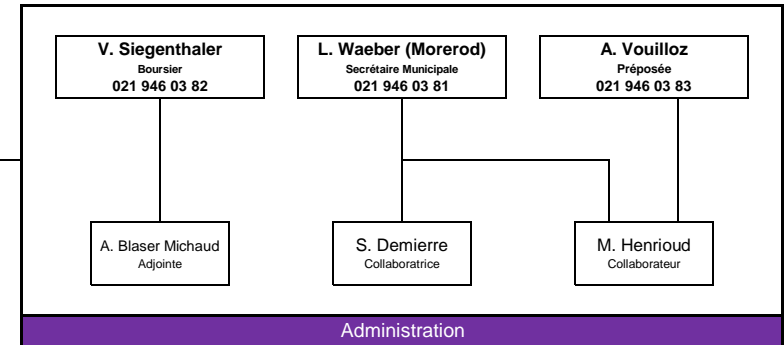 V. Siegenthaler
Boursier
021 946 03 82
L. Waeber (Morerod)
Secrétaire Municipale
021 946 03 81
A. Vouilloz
Préposée
021 946 03 83
A. Blaser Michaud
Adjointe
S. Demierre
Collaboratrice
M. Henrioud
Collaborateur
Administration